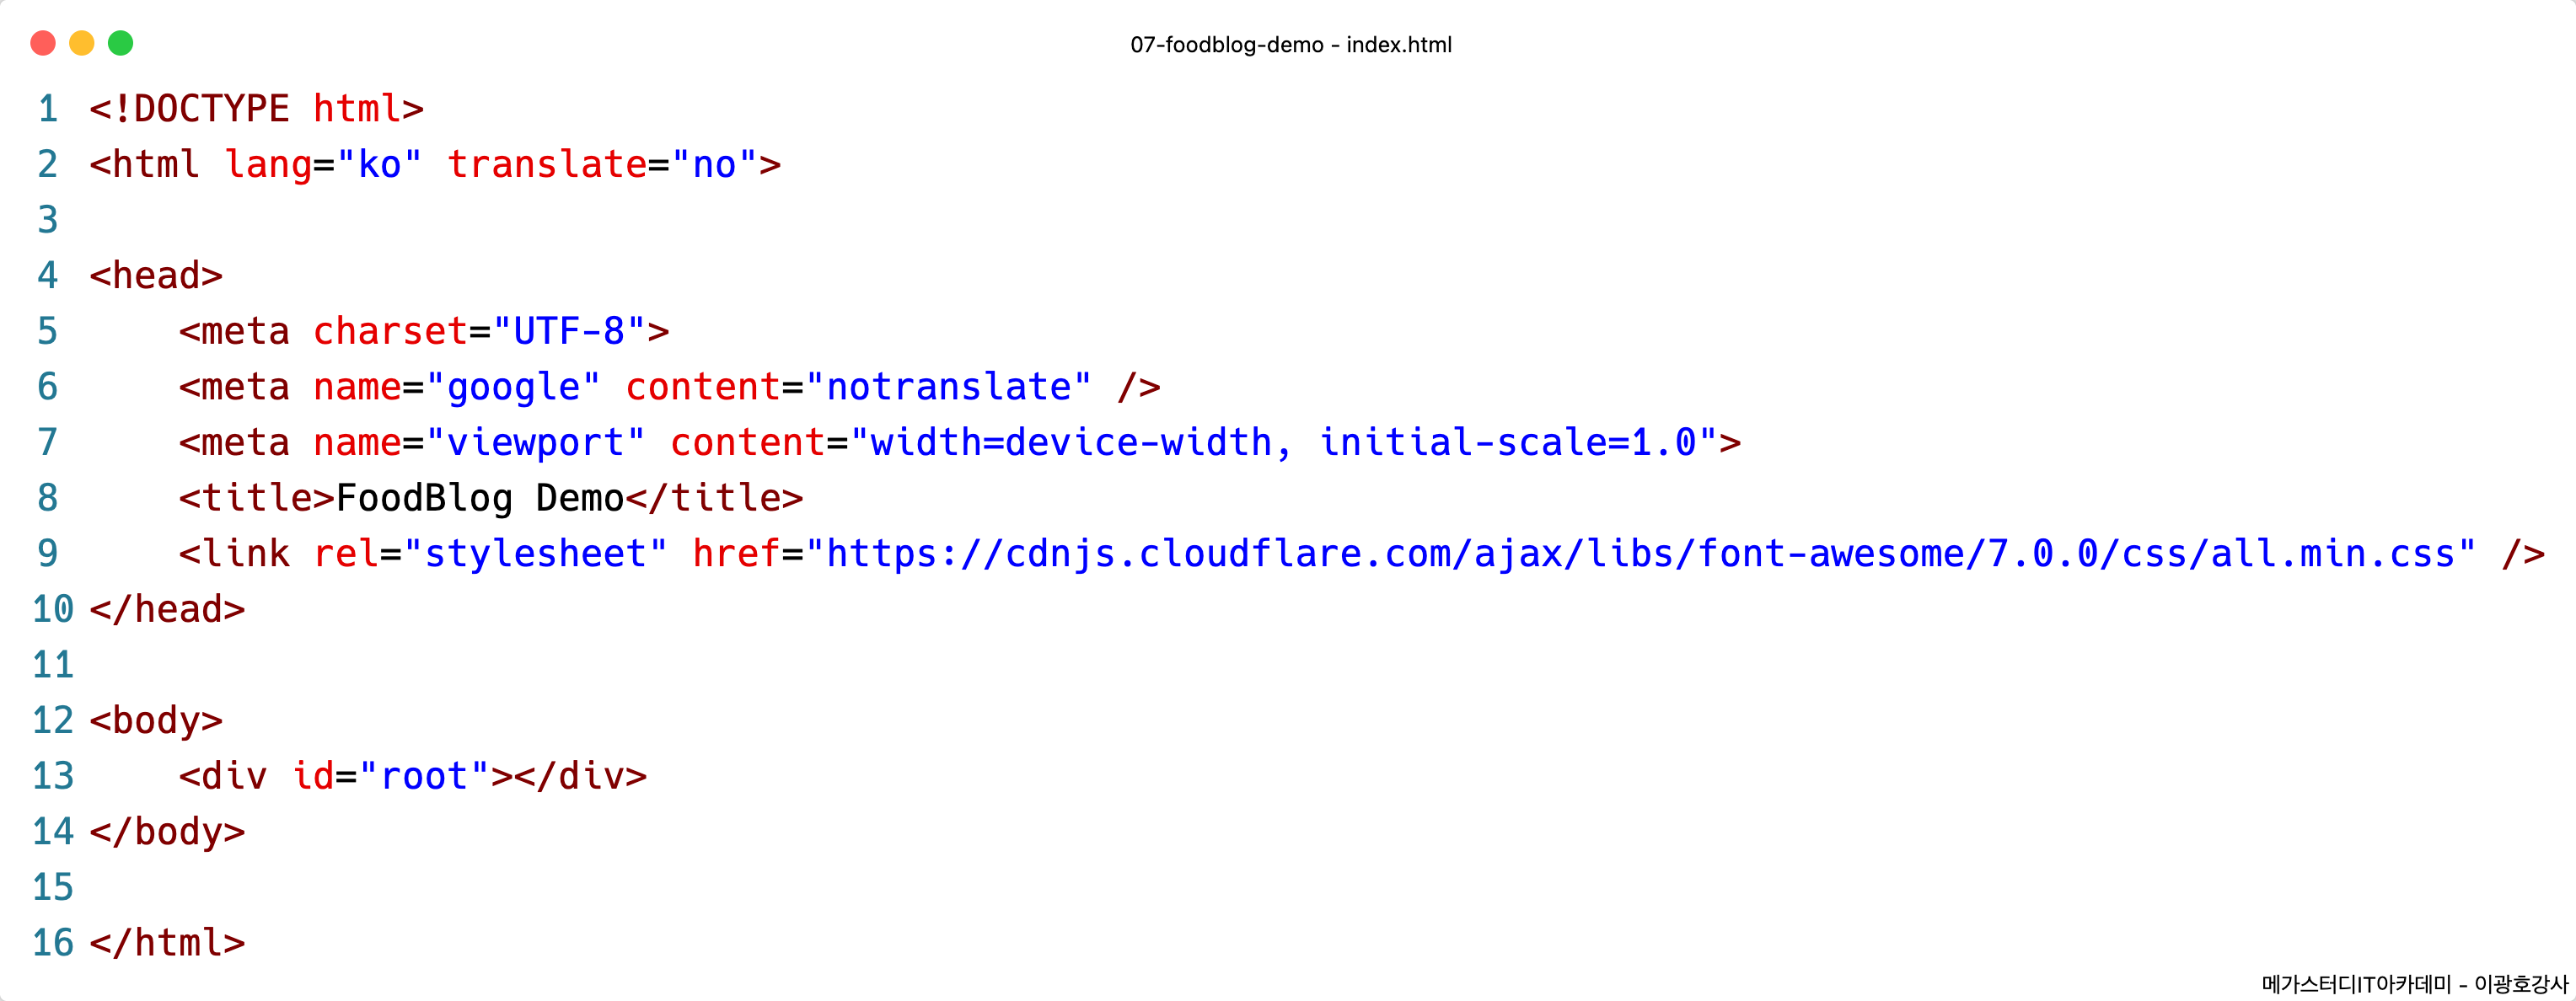 07-foodblog-demo - index.html
1 <!DOCTYPE html>
2 <html lang="ko" translate="no">
3
4 <head>
5     <meta charset="UTF-8">
6     <meta name="google" content="notranslate" />
7     <meta name="viewport" content="width=device-width, initial-scale=1.0">
8     <title>FoodBlog Demo</title>
9     <link rel="stylesheet" href="https://cdnjs.cloudflare.com/ajax/libs/font-awesome/7.0.0/css/all.min.css" />
10 </head>
11
12 <body>
13     <div id="root"></div>
14 </body>
15
16 </html>
메가스터디IT아카데미 - 이광호강사